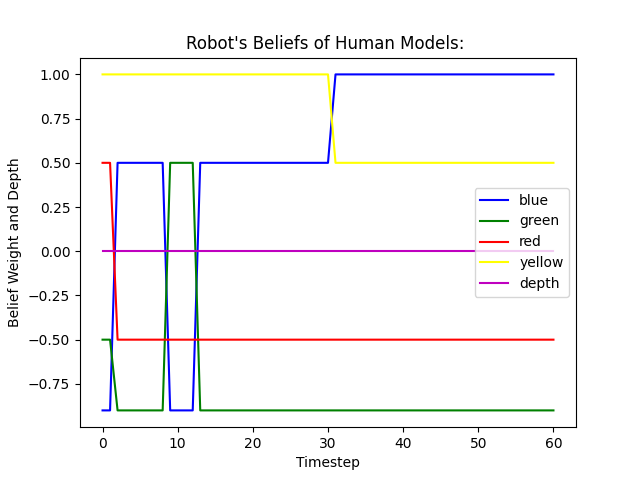 Robot's Beliefs of Human Models:
Belief Weight and Depth
1.00
0.75
0.50
0.25
0.00
−0.25
−0.50
−0.75
blue
green
red
yellow
depth
0 10 20 30 40 50 60
Timestep